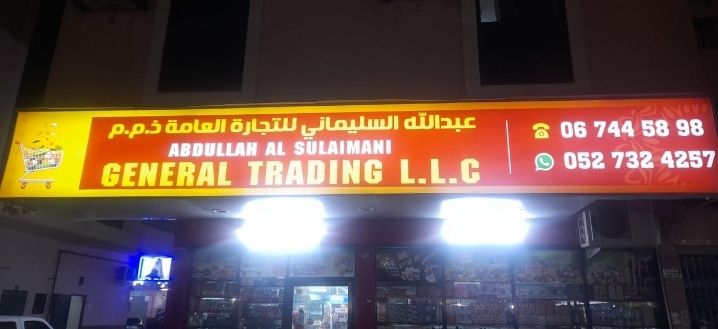 عبدالله السليماني للتجارة العامة ذ.م.م
ABDULLAH AL SULAIMANI
GENERAL TRADING L.L.C
06 744 58 98
052 732 4257